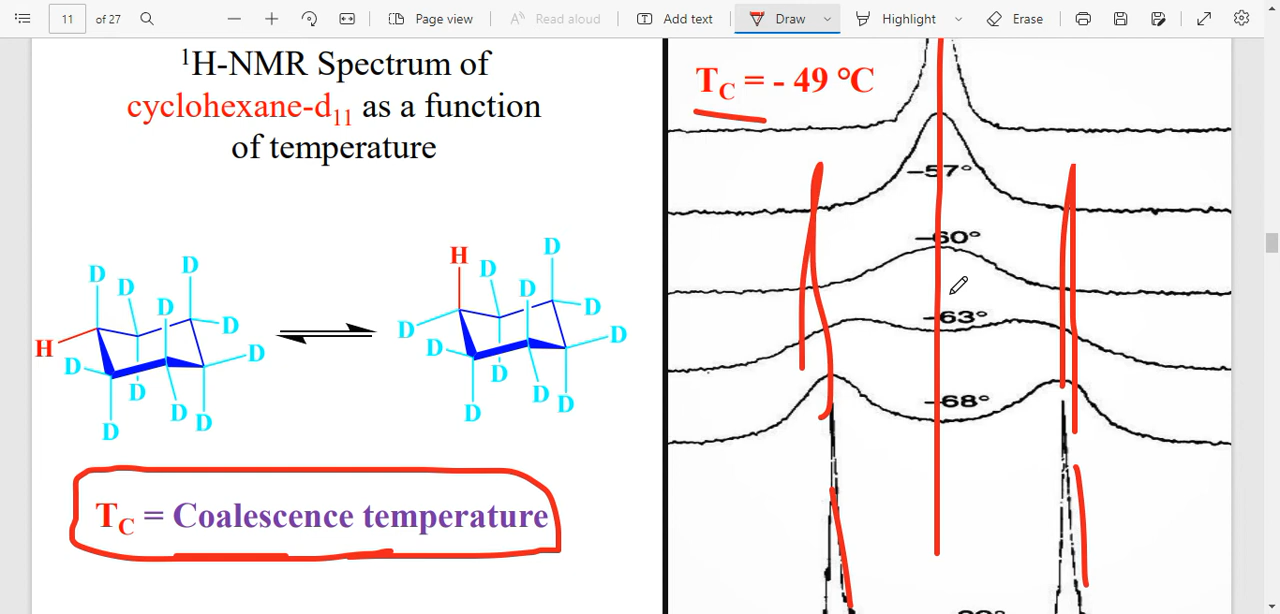 11 of 27 Page view Read aloud Add text Draw Highlight Erase
¹H-NMR Spectrum of
cyclohexane-d₁₁ as a function
of temperature
H D D D D D D D D D D D
H D D D D D D D D D D D
T_C = Coalescence temperature
T_C = - 49 °C
-57°
-60°
-63°
-68°